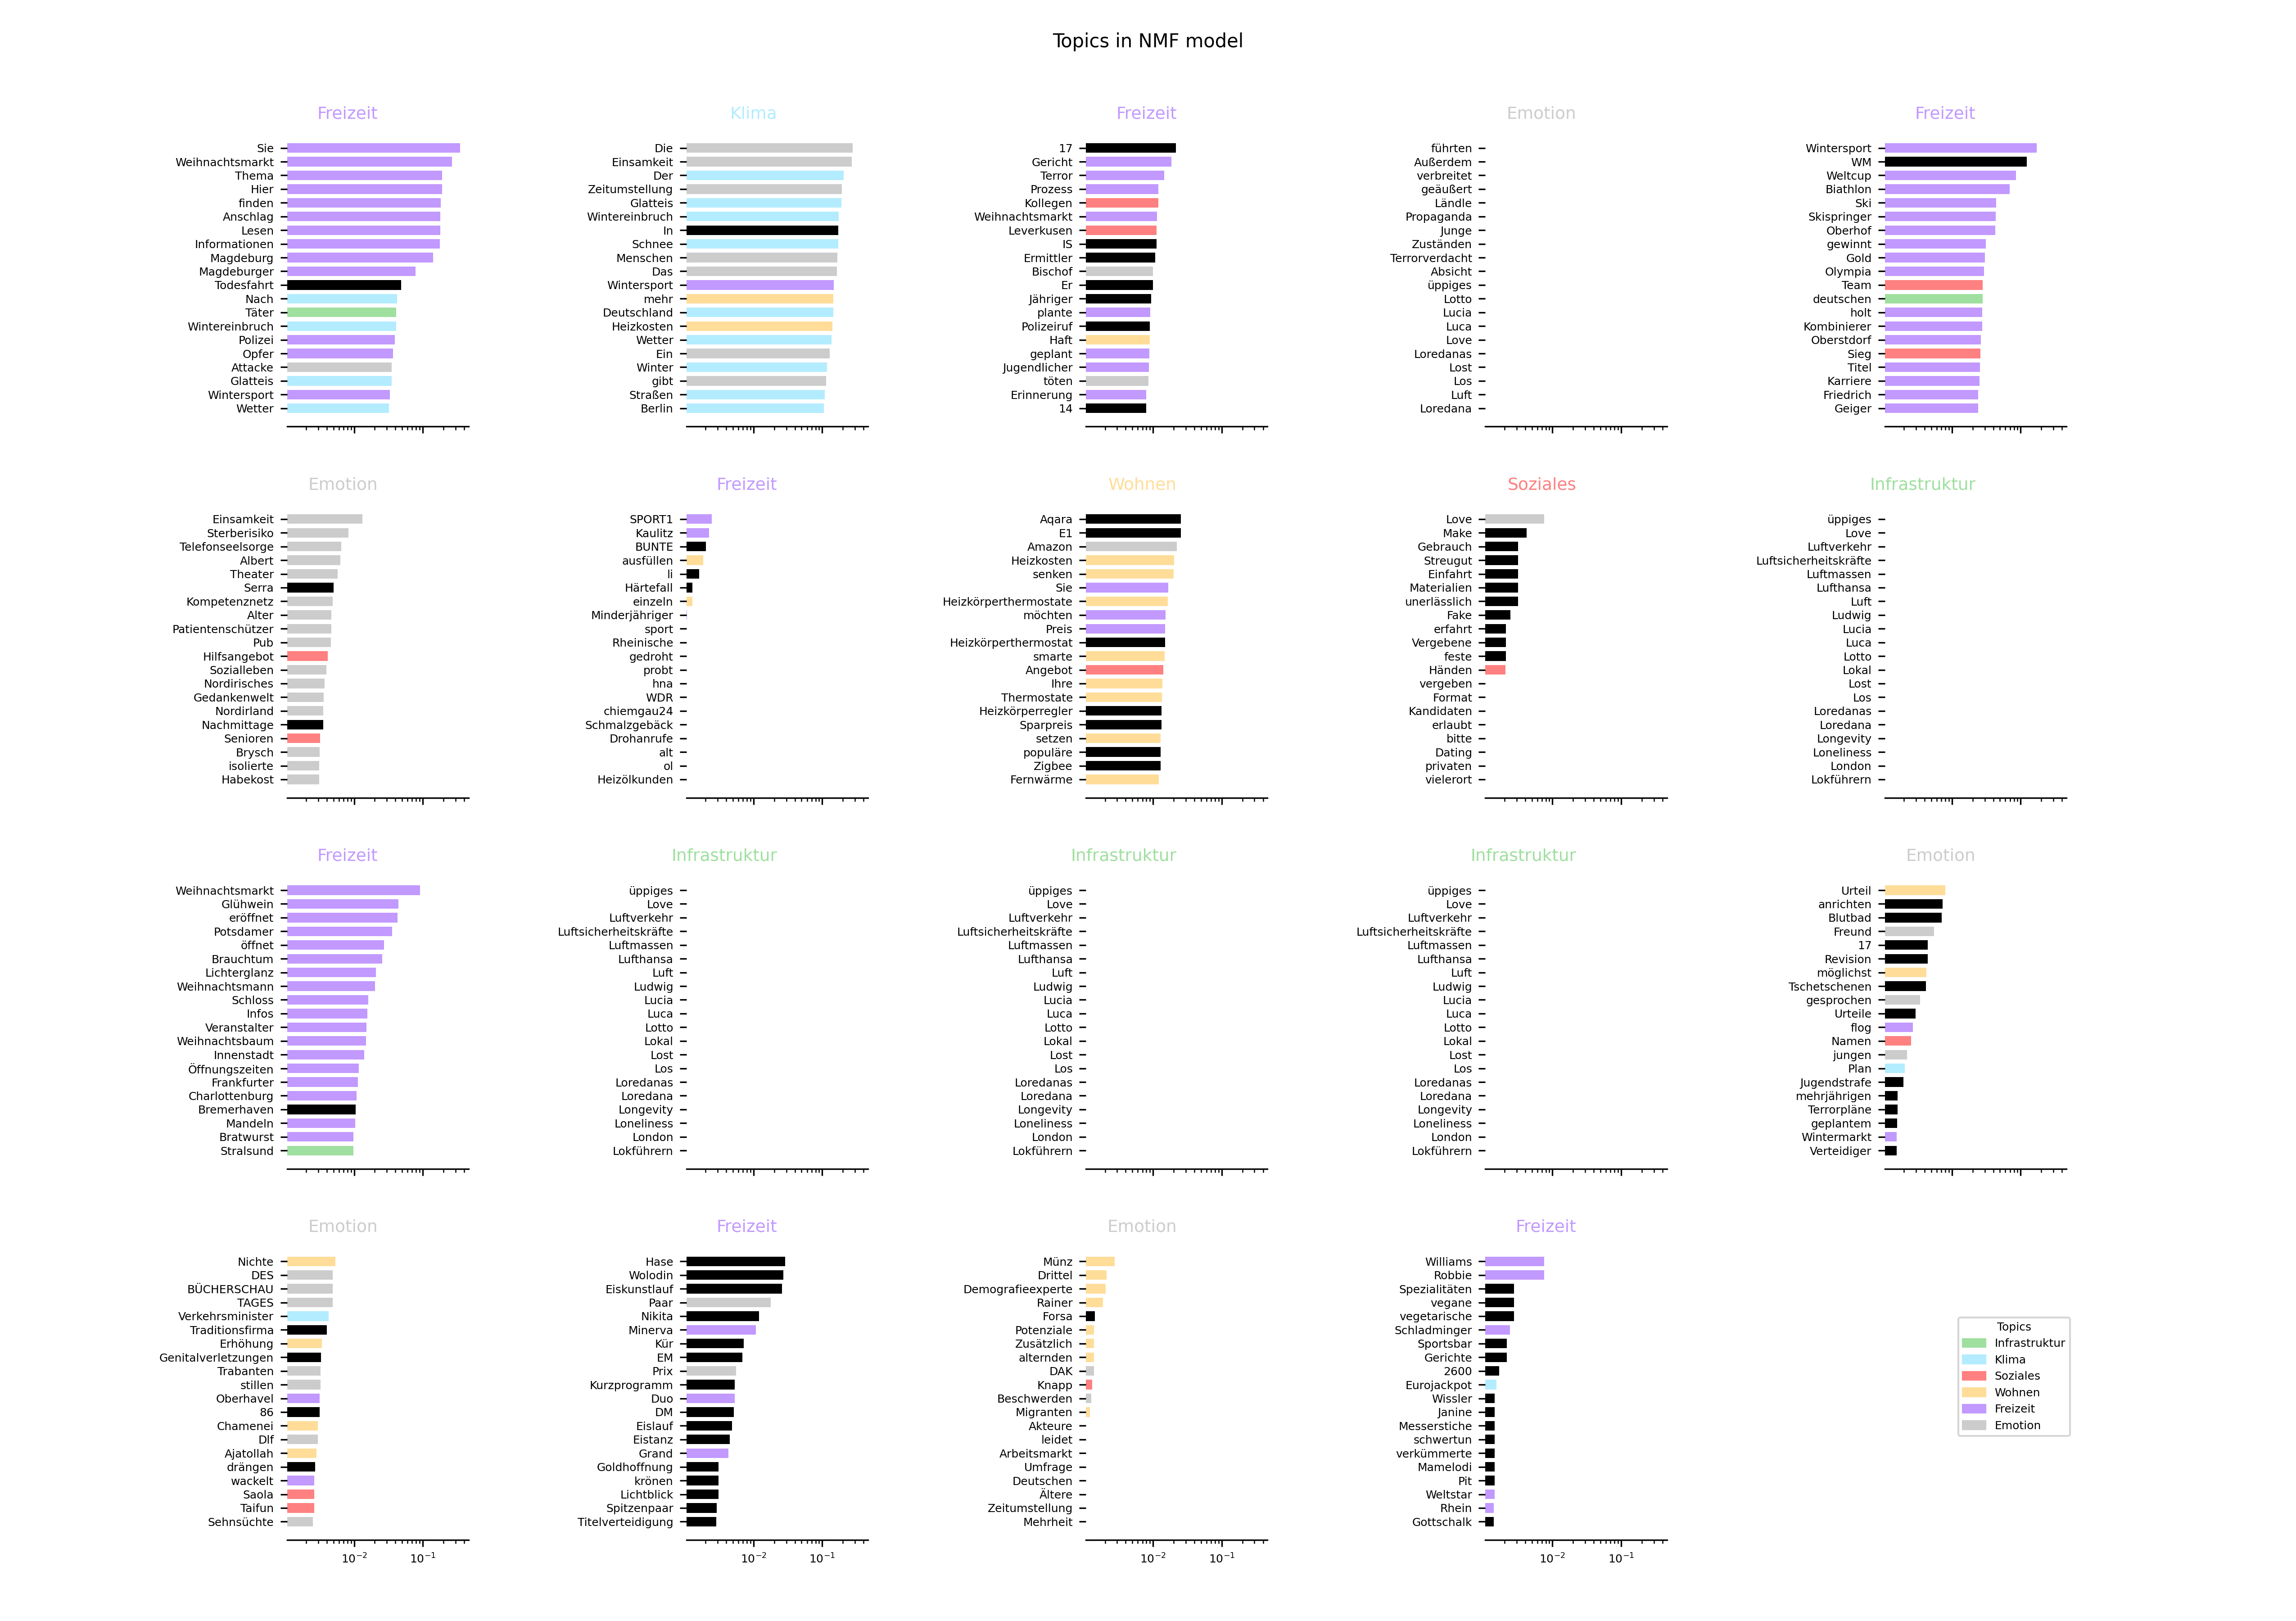 Topics in NMF model
Freizeit
Sie
Weihnachtsmarkt
Thema
Hier
finden
Anschlag
Lesen
Informationen
Magdeburg
Magdeburger
Todesfahrt
Nach
Täter
Wintereinbruch
Polizei
Opfer
Attacke
Glatteis
Wintersport
Wetter
Klima
Die
Einsamkeit
Der
Zeitumstellung
Glatteis
Wintereinbruch
In
Schnee
Menschen
Das
Wintersport
mehr
Deutschland
Heizkosten
Wetter
Ein
Winter
gibt
Straßen
Berlin
Freizeit
17
Gericht
Terror
Prozess
Kollegen
Weihnachtsmarkt
Leverkusen
IS
Ermittler
Bischof
Er
Jähriger
plante
Polizeiruf
Haft
geplant
Jugendlicher
töten
Erinnerung
14
Emotion
führten
Außerdem
verbreitet
geäußert
Ländle
Propaganda
Junge
Zuständen
Terrorverdacht
Absicht
üppiges
Lotto
Lucia
Luca
Love
Loredanas
Lost
Los
Luft
Loredana
Freizeit
Wintersport
WM
Weltcup
Biathlon
Ski
Skispringer
Oberhof
gewinnt
Gold
Olympia
Team
deutschen
holt
Kombinierer
Oberstdorf
Sieg
Titel
Karriere
Friedrich
Geiger
Emotion
Einsamkeit
Sterberisiko
Telefonseelsorge
Albert
Theater
Serra
Kompetenznetz
Alter
Patientenschützer
Pub
Hilfsangebot
Sozialleben
Nordirisches
Gedankenwelt
Nordirland
Nachmittage
Senioren
Brysch
isolierte
Habekost
Freizeit
SPORT1
Kaulitz
BUNTE
ausfüllen
li
Härtefall
einzeln
Minderjähriger
sport
Rheinische
gedroht
probt
hna
WDR
chiemgau24
Schmalzgebäck
Drohanrufe
alt
ol
Heizölkunden
Wohnen
Aqara
E1
Amazon
Heizkosten
senken
Sie
Heizkörperthermostate
möchten
Preis
Heizkörperthermostat
smarte
Angebot
Ihre
Thermostate
Heizkörperregler
Sparpreis
setzen
populäre
Zigbee
Fernwärme
Soziales
Love
Make
Gebrauch
Streugut
Einfahrt
Materialien
unerlässlich
Fake
erfahrt
Vergebene
feste
Händen
vergeben
Format
Kandidaten
erlaubt
bitte
Dating
privaten
vielerort
Infrastruktur
üppiges
Love
Luftverkehr
Luftsicherheitskräfte
Luftmassen
Lufthansa
Luft
Ludwig
Lucia
Luca
Lotto
Lokal
Lost
Los
Loredanas
Loredana
Longevity
Loneliness
London
Lokführern
Freizeit
Weihnachtsmarkt
Glühwein
eröffnet
Potsdamer
öffnet
Brauchtum
Lichterglanz
Weihnachtsmann
Schloss
Infos
Veranstalter
Weihnachtsbaum
Innenstadt
Öffnungszeiten
Frankfurter
Charlottenburg
Bremerhaven
Mandeln
Bratwurst
Stralsund
Infrastruktur
üppiges
Love
Luftverkehr
Luftsicherheitskräfte
Luftmassen
Lufthansa
Luft
Ludwig
Lucia
Luca
Lotto
Lokal
Lost
Los
Loredanas
Loredana
Longevity
Loneliness
London
Lokführern
Infrastruktur
üppiges
Love
Luftverkehr
Luftsicherheitskräfte
Luftmassen
Lufthansa
Luft
Ludwig
Lucia
Luca
Lotto
Lokal
Lost
Los
Loredanas
Loredana
Longevity
Loneliness
London
Lokführern
Infrastruktur
üppiges
Love
Luftverkehr
Luftsicherheitskräfte
Luftmassen
Lufthansa
Luft
Ludwig
Lucia
Luca
Lotto
Lokal
Lost
Los
Loredanas
Loredana
Longevity
Loneliness
London
Lokführern
Emotion
Urteil
anrichten
Blutbad
Freund
17
Revision
möglichst
Tschetschenen
gesprochen
Urteile
flog
Namen
jungen
Plan
Jugendstrafe
mehrjährigen
Terrorpläne
geplantem
Wintermarkt
Verteidiger
Emotion
Nichte
DES
BÜCHERSCHAU
TAGES
Verkehrsminister
Traditionsfirma
Erhöhung
Genitalverletzungen
Trabanten
stillen
Oberhavel
86
Chamenei
Dlf
Ajatollah
drängen
wackelt
Saola
Taifun
Sehnsüchte
10⁻² 10⁻¹
Freizeit
Hase
Wolodin
Eiskunstlauf
Paar
Nikita
Minerva
Kür
EM
Prix
Kurzprogramm
Duo
DM
Eislauf
Eistanz
Grand
Goldhoffnung
krönen
Lichtblick
Spitzenpaar
Titelverteidigung
10⁻² 10⁻¹
Emotion
Münz
Drittel
Demografieexperte
Rainer
Forsa
Potenziale
Zusätzlich
alternden
DAK
Knapp
Beschwerden
Migranten
Akteure
leidet
Arbeitsmarkt
Umfrage
Deutschen
Ältere
Zeitumstellung
Mehrheit
10⁻² 10⁻¹
Freizeit
Williams
Robbie
Spezialitäten
vegane
vegetarische
Schladminger
Sportsbar
Gerichte
2600
Eurojackpot
Wissler
Janine
Messerstiche
schwertun
verkümmerte
Mamelodi
Pit
Weltstar
Rhein
Gottschalk
10⁻² 10⁻¹
Topics
Infrastruktur
Klima
Soziales
Wohnen
Freizeit
Emotion